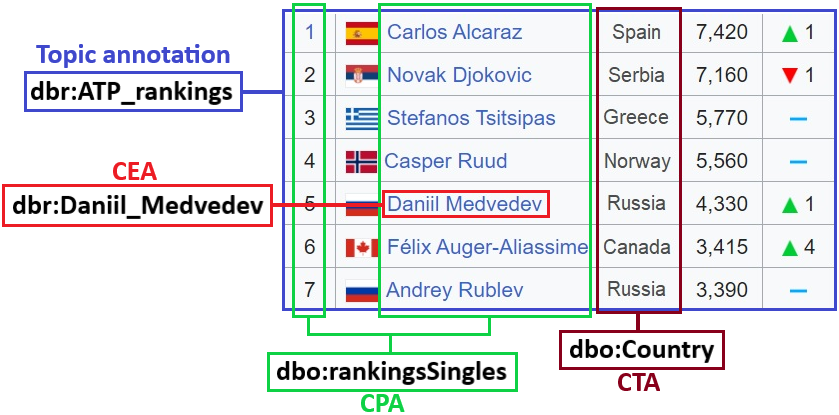 1 Carlos Alcaraz Spain 7,420 1
Topic annotation
2 Novak Djokovic Serbia 7,160 1
dbr:ATP_rankings
3 Stefanos Tsitsipas Greece 5,770
4 Casper Ruud Norway 5,560
CEA
dbr:Daniil_Medvedev
5 Daniil Medvedev Russia 4,330 1
6 Félix Auger-Aliassime Canada 3,415 4
7 Andrey Rublev Russia 3,390
dbo:rankingsSingles
CPA
dbo:Country
CTA